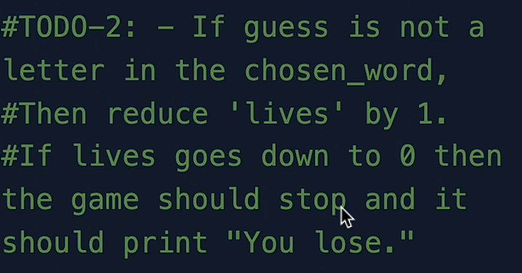 #TODO-2: - If guess is not a
letter in the chosen_word,
#Then reduce 'lives' by 1.
#If lives goes down to 0 then
the game should stop and it
should print "You lose."